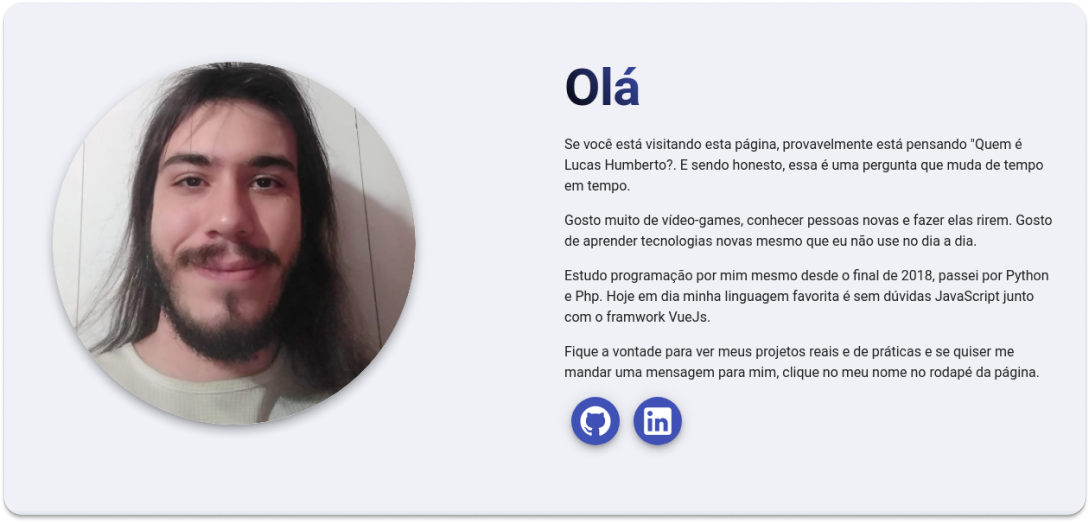 Olá
Se você está visitando esta página, provavelmente está pensando "Quem é
Lucas Humberto?. E sendo honesto, essa é uma pergunta que muda de tempo
em tempo.
Gosto muito de vídeo-games, conhecer pessoas novas e fazer elas rirem. Gosto
de aprender tecnologias novas mesmo que eu não use no dia a dia.
Estudo programação por mim mesmo desde o final de 2018, passei por Python
e Php. Hoje em dia minha linguagem favorita é sem dúvidas JavaScript junto
com o framwork VueJs.
Fique a vontade para ver meus projetos reais e de práticas e se quiser me
mandar uma mensagem para mim, clique no meu nome no rodapé da página.
in